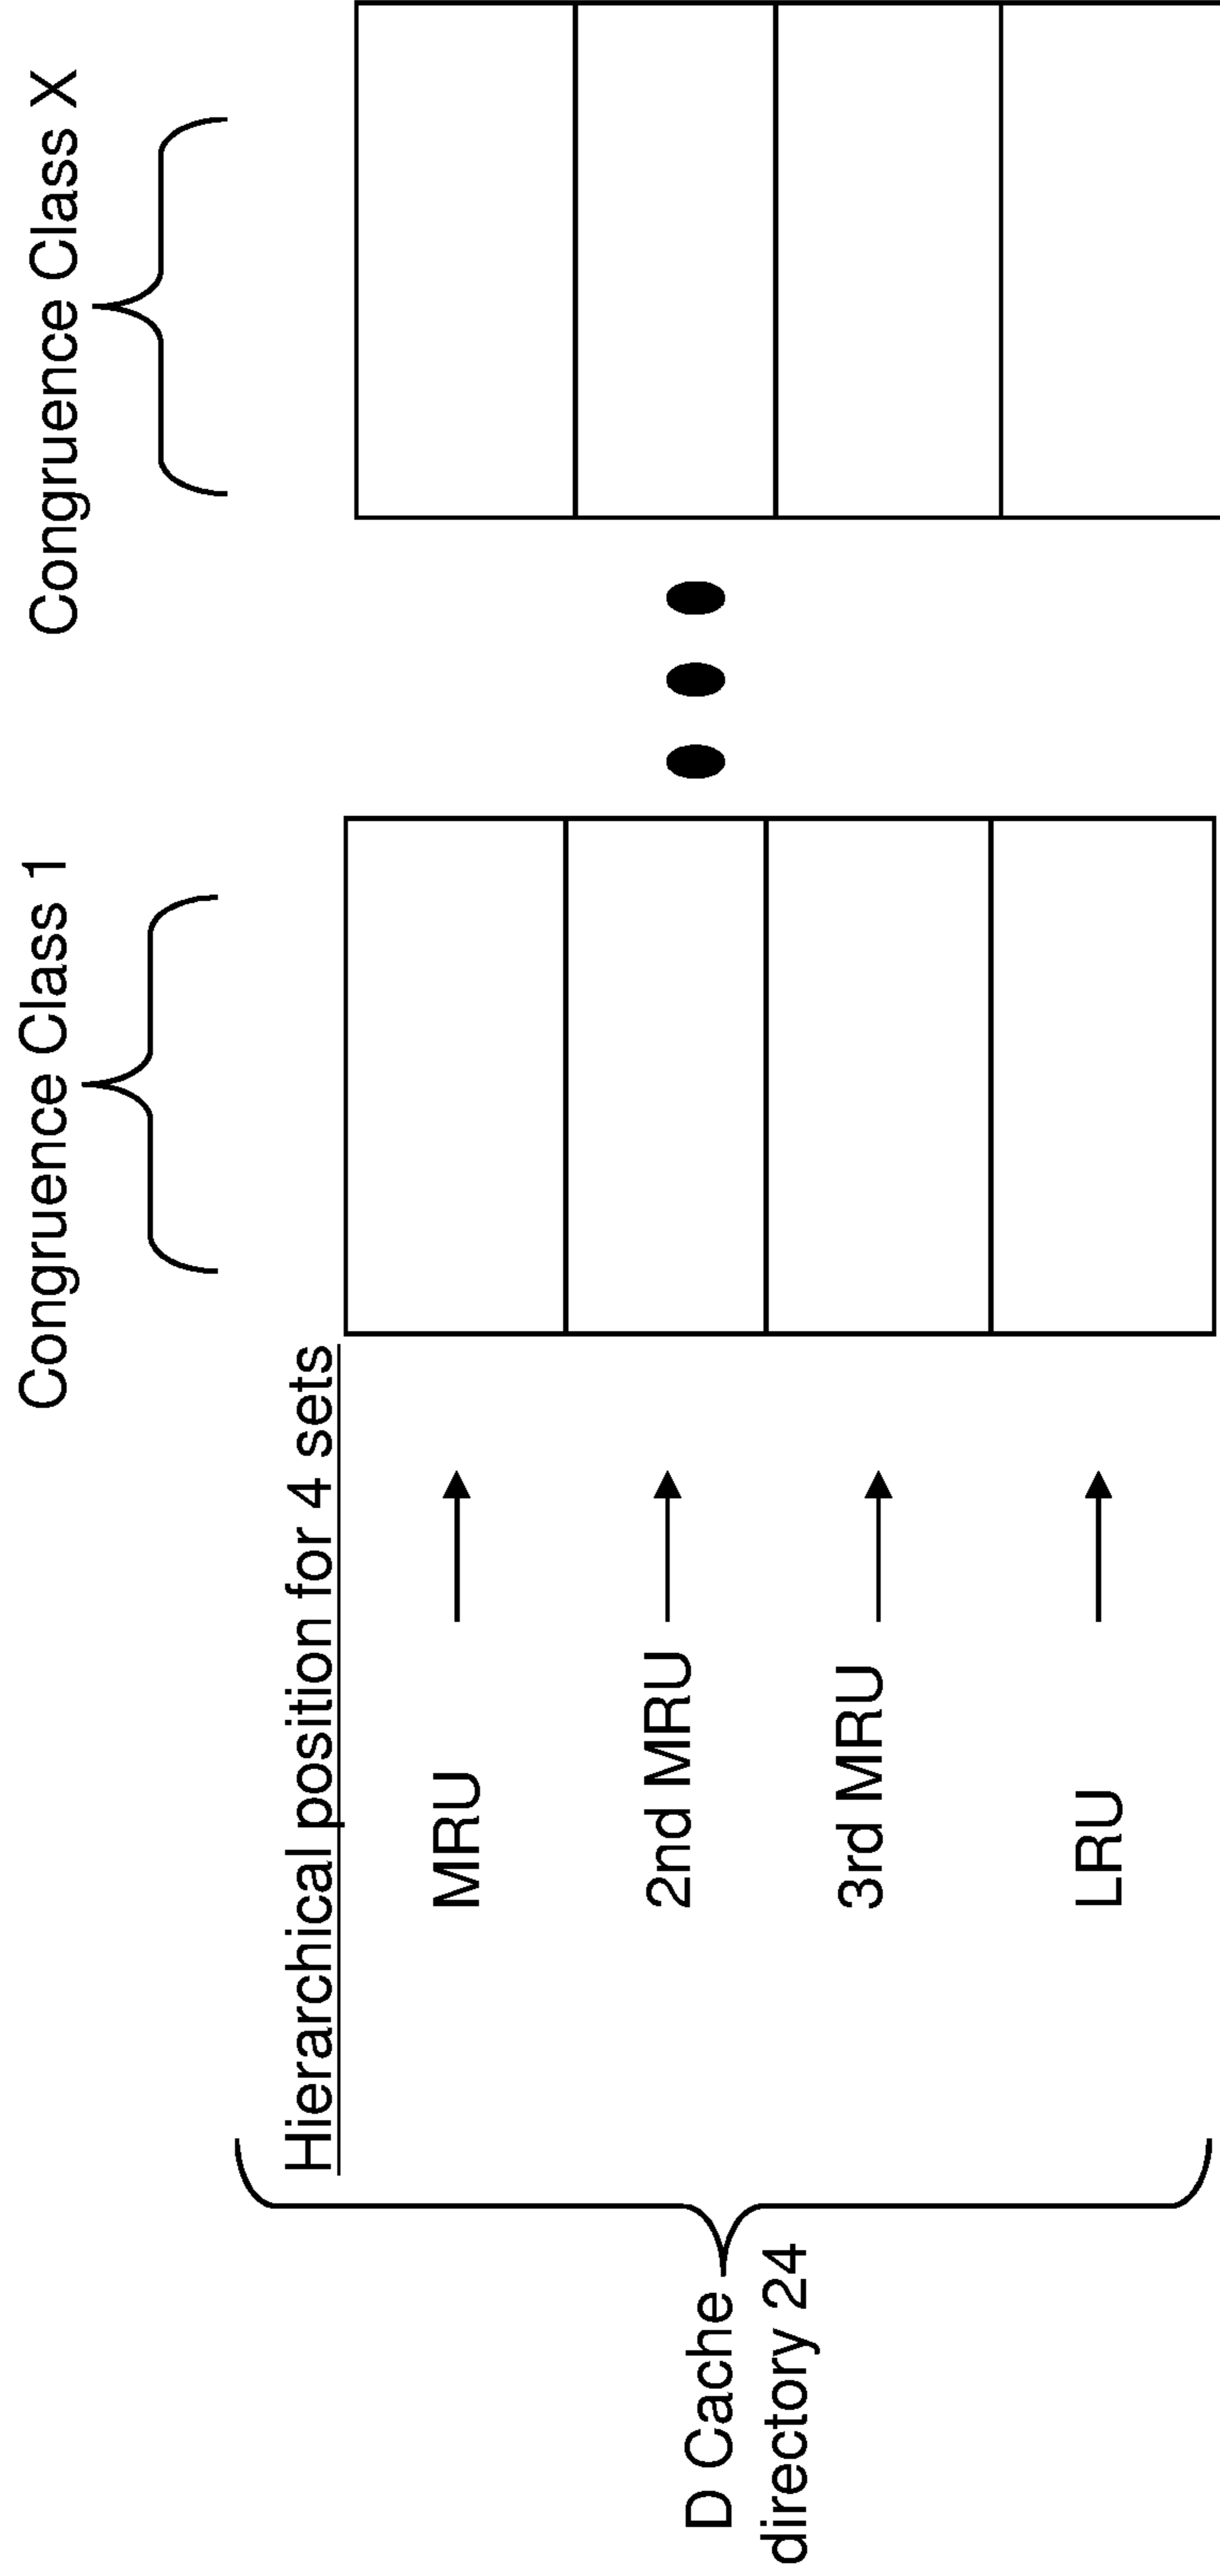 Congruence Class 1
Congruence Class X
Hierarchical position for 4 sets
MRU
2nd MRU
3rd MRU
LRU
D Cache
directory 24